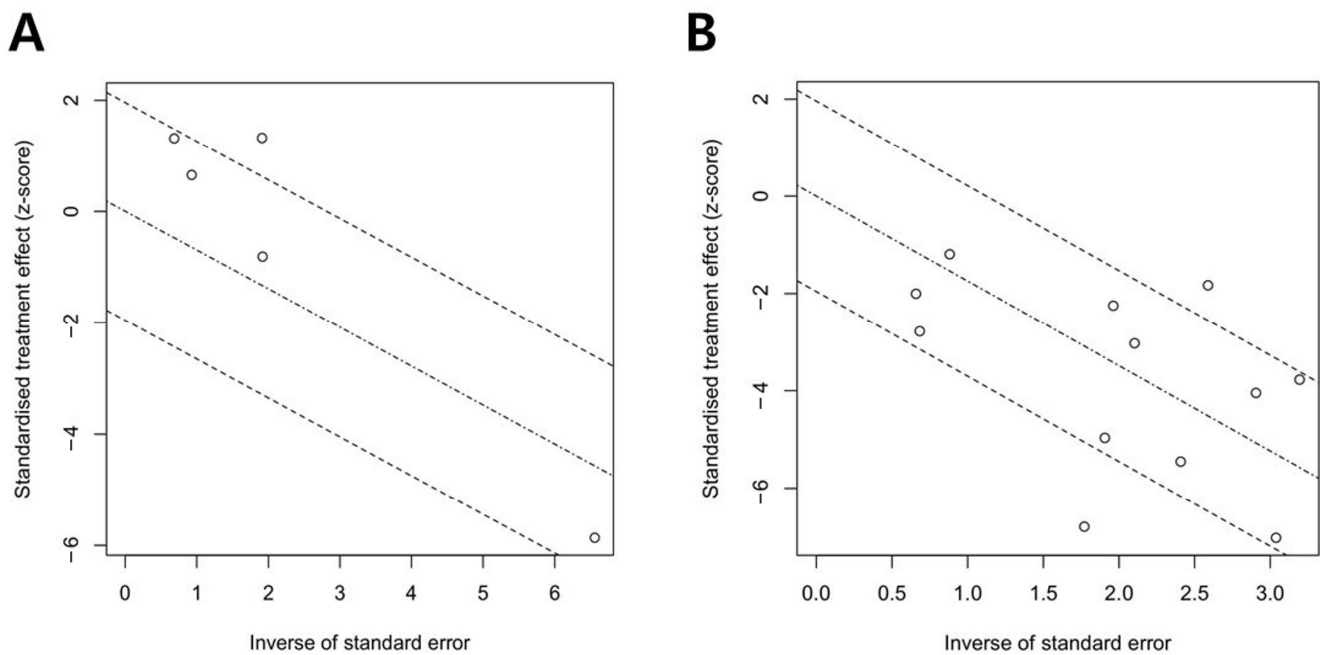 A
B
Standardised treatment effect (z-score)
2
0
−2
−4
−6
0 1 2 3 4 5 6
Inverse of standard error
Standardised treatment effect (z-score)
2
0
−2
−4
−6
0.0 0.5 1.0 1.5 2.0 2.5 3.0
Inverse of standard error